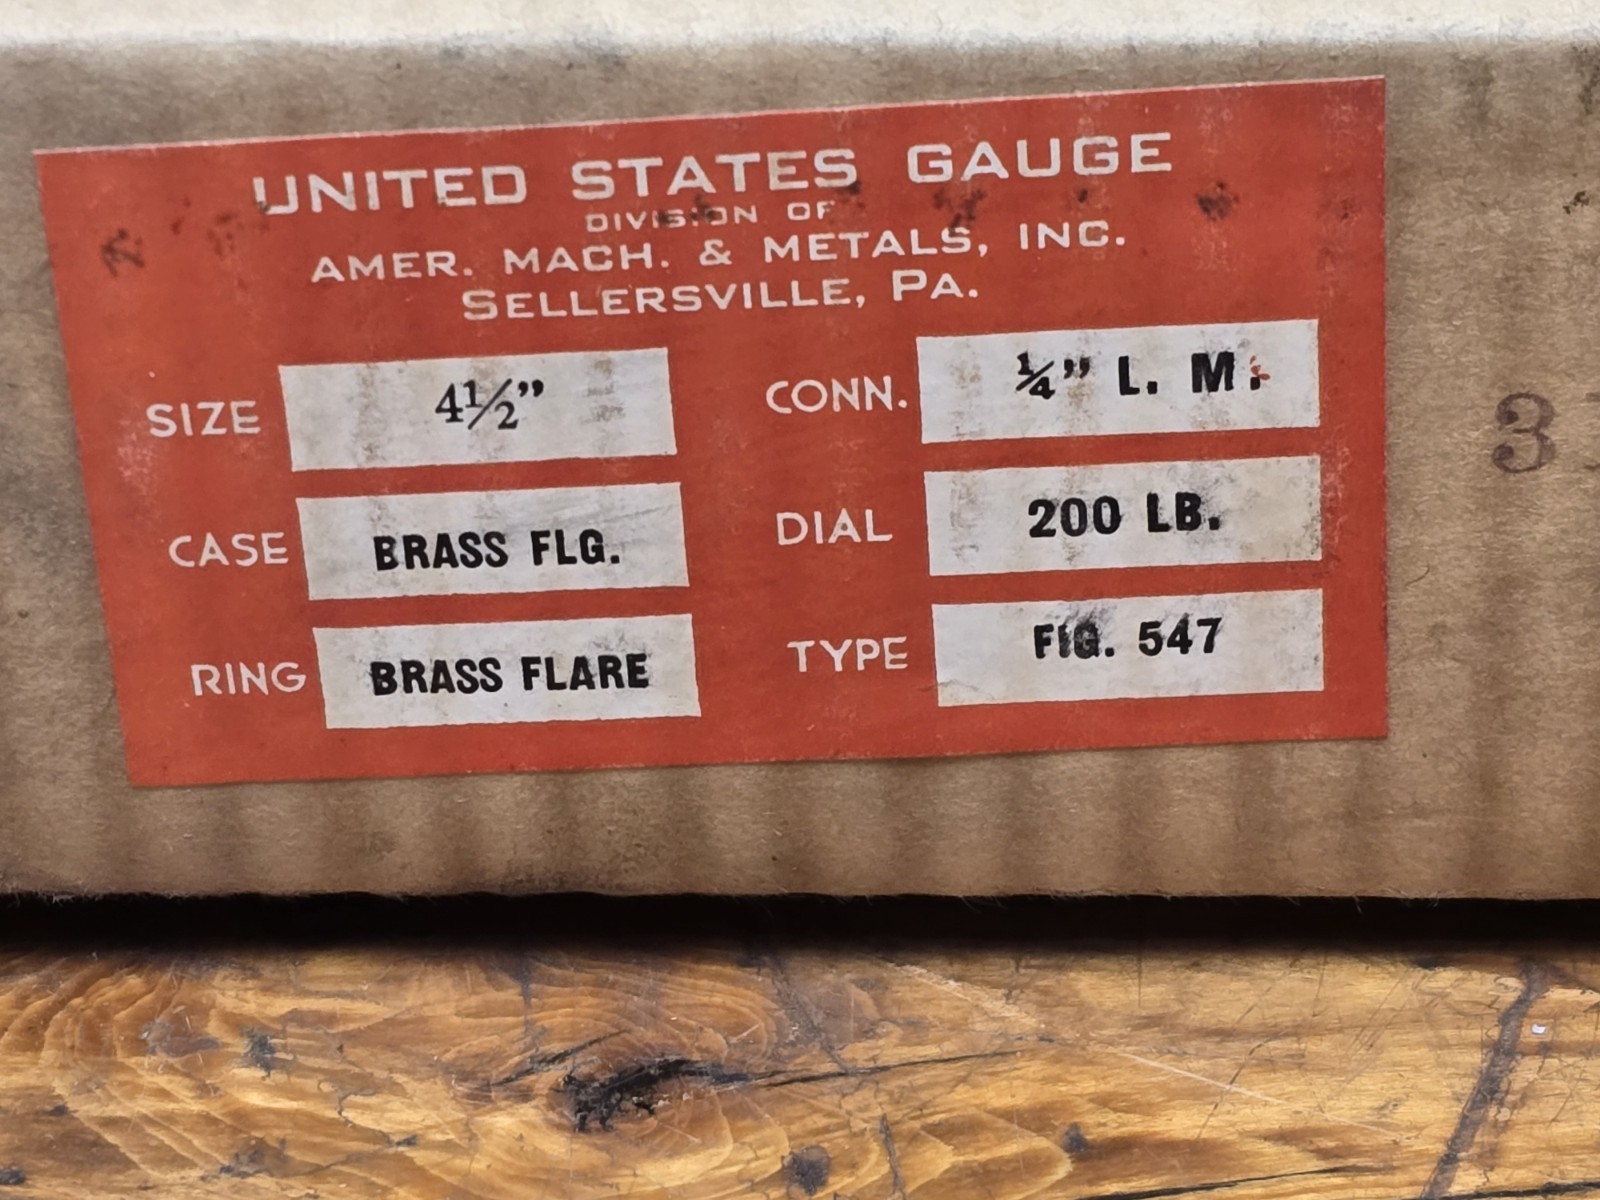 UNITED STATES GAUGE
DIVISION OF
AMER. MACH. & METALS, INC.
SELLERSVILLE, PA.
SIZE 4½” CONN. ¼” L. M.
CASE BRASS FLG. DIAL 200 LB.
RING BRASS FLARE TYPE FIG. 547
3